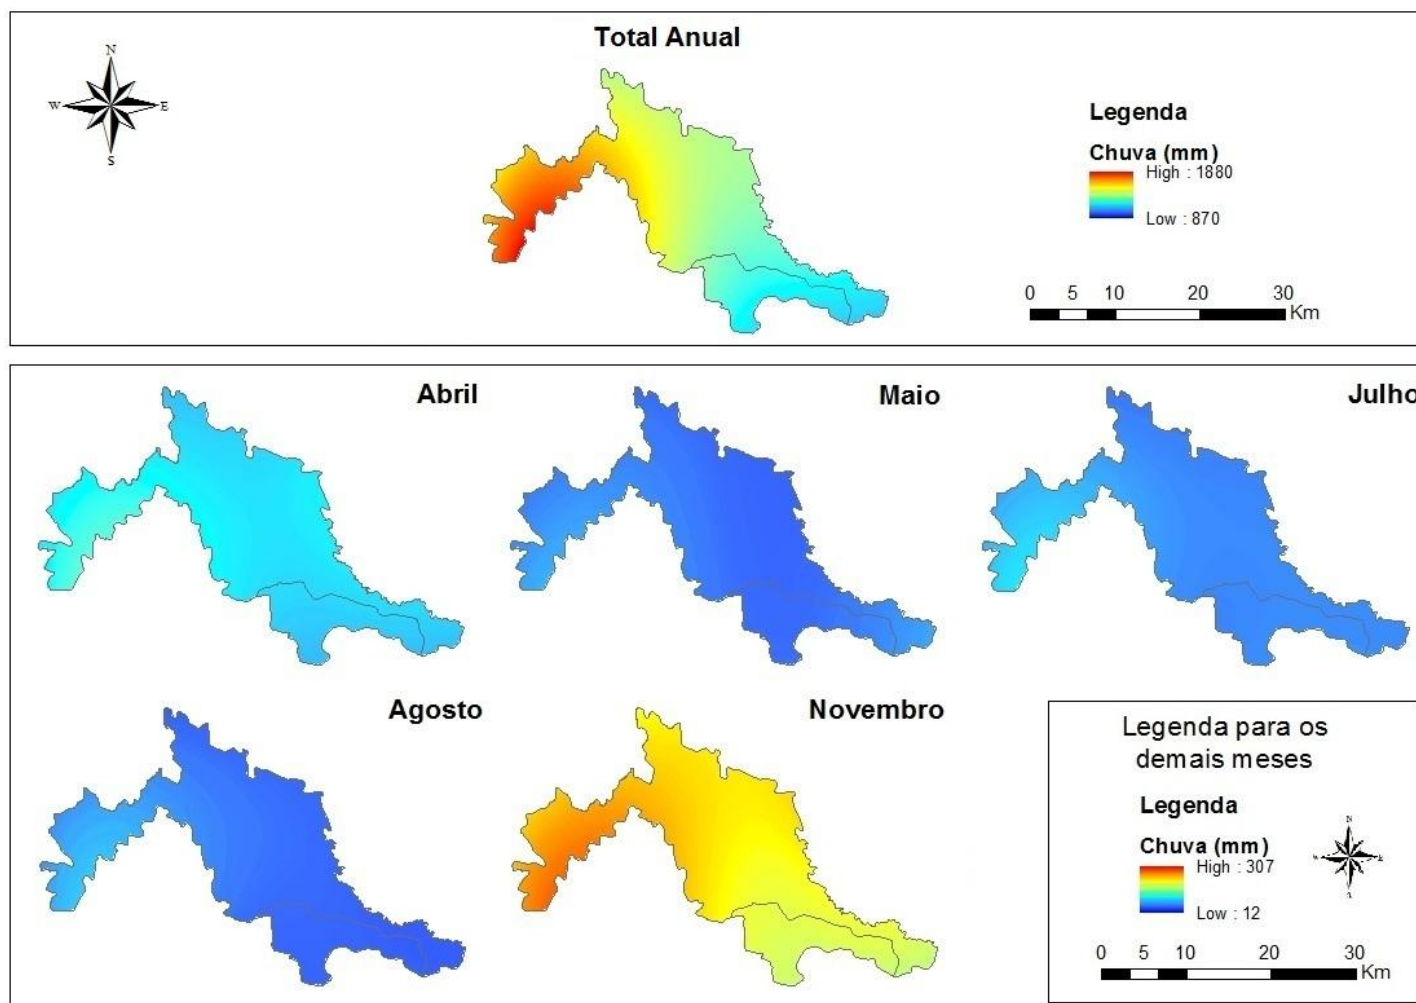 Total Anual
N
W
E
S
Legenda
Chuva (mm)
High : 1880
Low : 870
0 5 10 20 30
Km
Abril
Maio
Julho
Agosto
Novembro
Legenda para os
demais meses
Legenda
Chuva (mm)
High : 307
Low : 12
N
0 5 10 20 30
Km